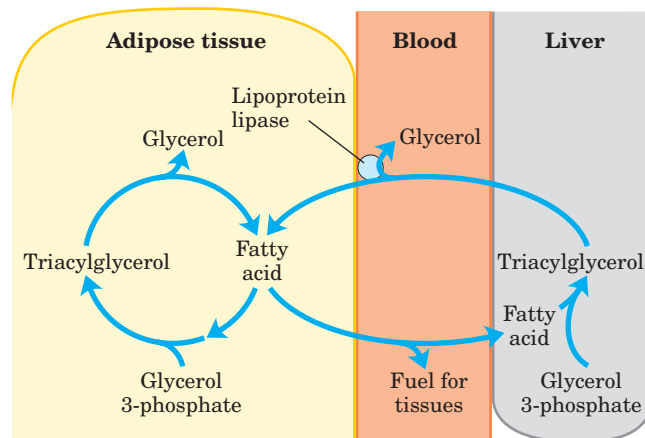 Adipose tissue
Blood
Liver
Lipoprotein
lipase
Glycerol
Glycerol
Triacylglycerol
Fatty
acid
Triacylglycerol
Fatty
acid
Glycerol
3-phosphate
Fuel for
tissues
Glycerol
3-phosphate